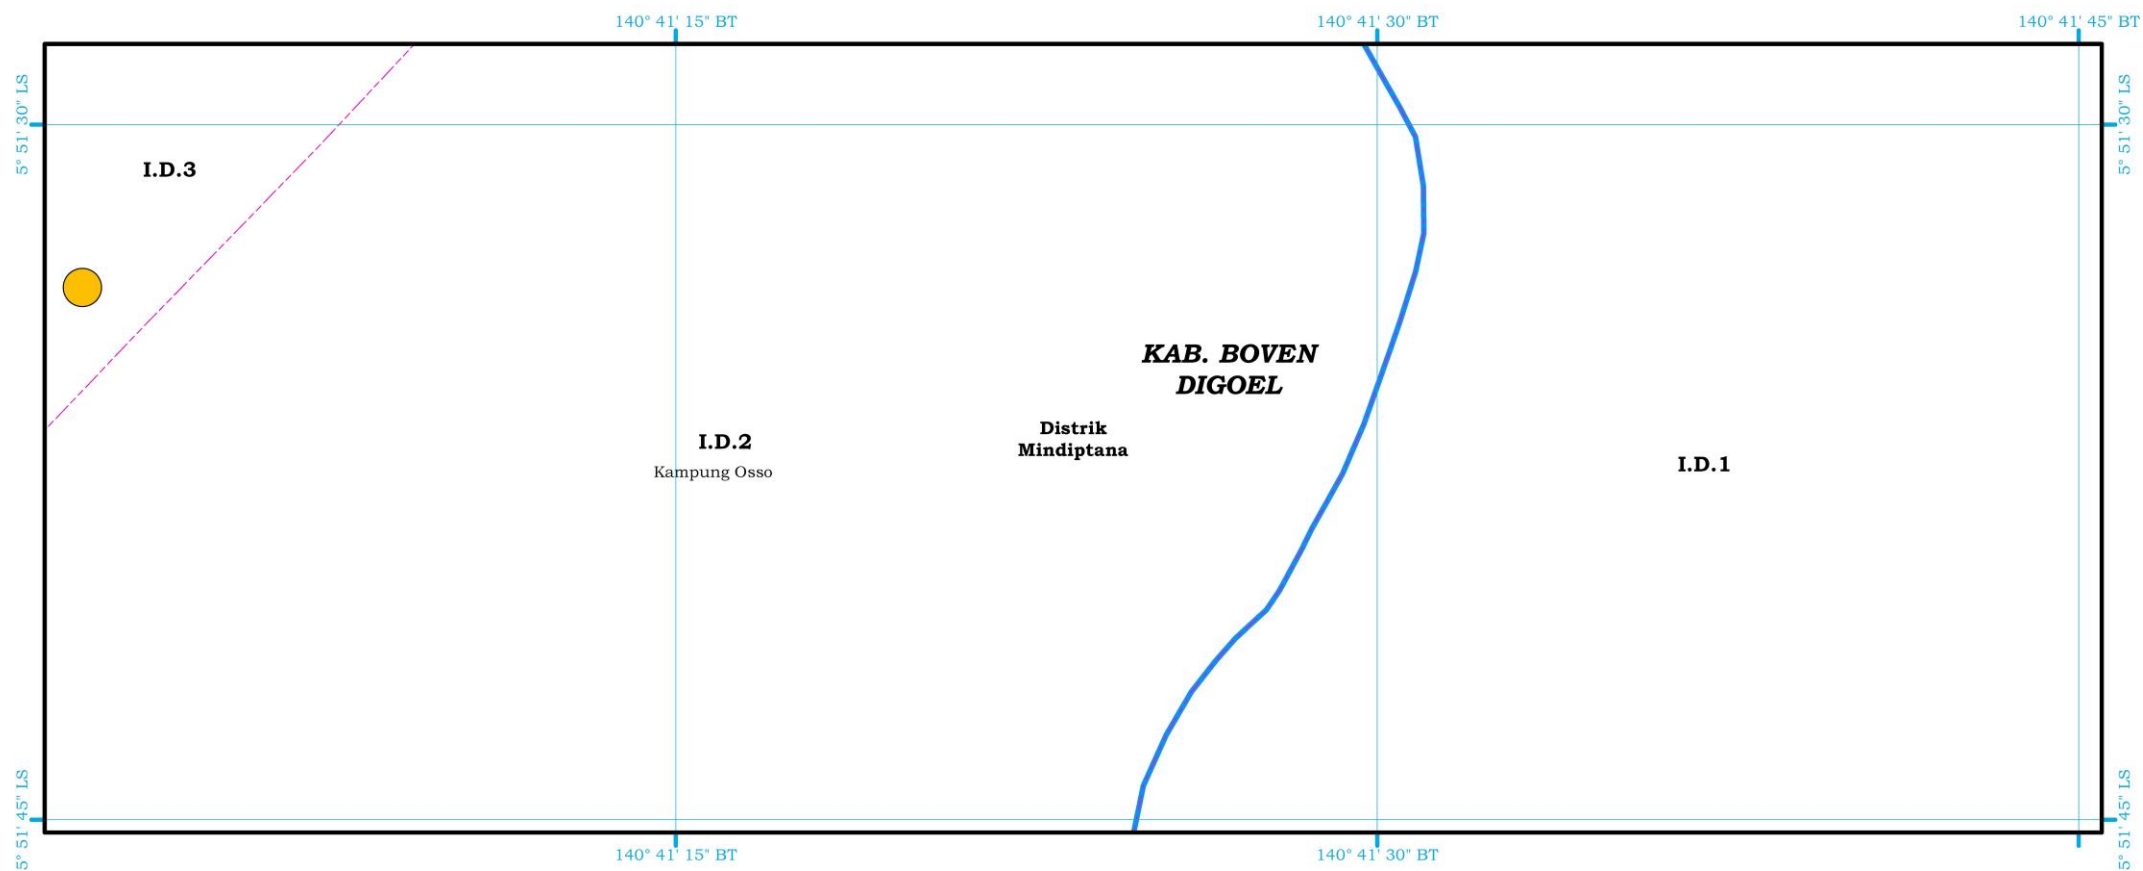 140° 41' 15" BT
140° 41' 30" BT
140° 41' 45" BT
5° 51' 30" LS
5° 51' 30" LS
I.D.3
KAB. BOVEN
DIGOEL
Distrik
Mindiptana
I.D.2
Kampung Osso
I.D.1
5° 51' 45" LS
5° 51' 45" LS
140° 41' 15" BT
140° 41' 30" BT